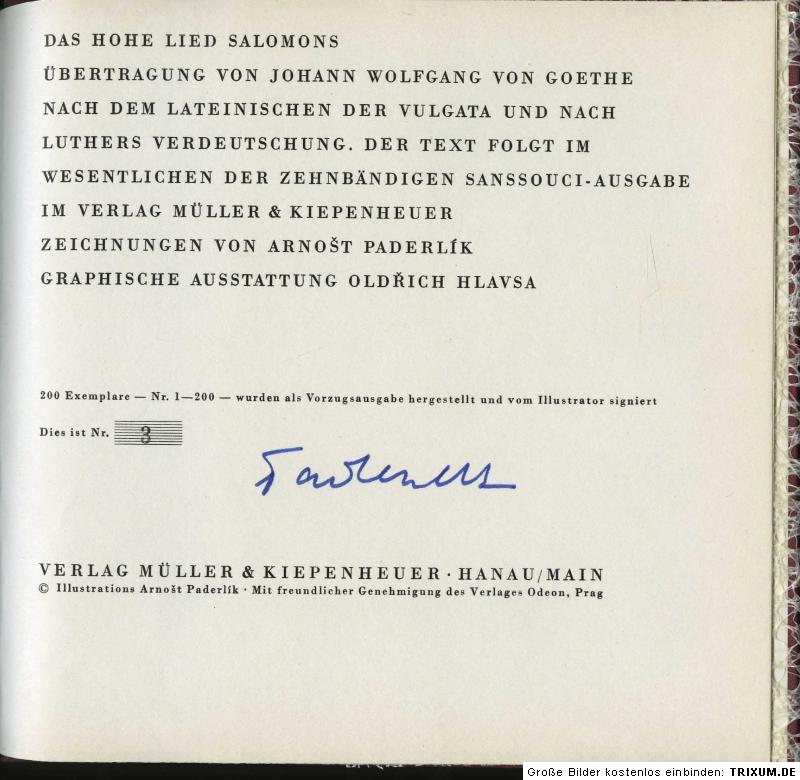 DAS HOHE LIED SALOMONS
ÜBERTRAGUNG VON JOHANN WOLFGANG VON GOETHE
NACH DEM LATEINISCHEN DER VULGATA UND NACH
LUTHERS VERDEUTSCHUNG. DER TEXT FOLGT IM
WESENTLICHEN DER ZEHNBÄNDIGEN SANSSOUCI-AUSGABE
IM VERLAG MÜLLER & KIEPENHEUER
ZEICHNUNGEN VON ARNOŠT PADERLÍK
GRAPHISCHE AUSSTATTUNG OLDŘICH HLAVSA
200 Exemplare — Nr. 1—200 — wurden als Vorzugsausgabe hergestellt und vom Illustrator signiert
Dies ist Nr. 3
VERLAG MÜLLER & KIEPENHEUER · HANAU/MAIN
© Illustrations Arnošt Paderlík · Mit freundlicher Genehmigung des Verlages Odeon, Prag
Große Bilder kostenlos einbinden: TRIXUM.DE